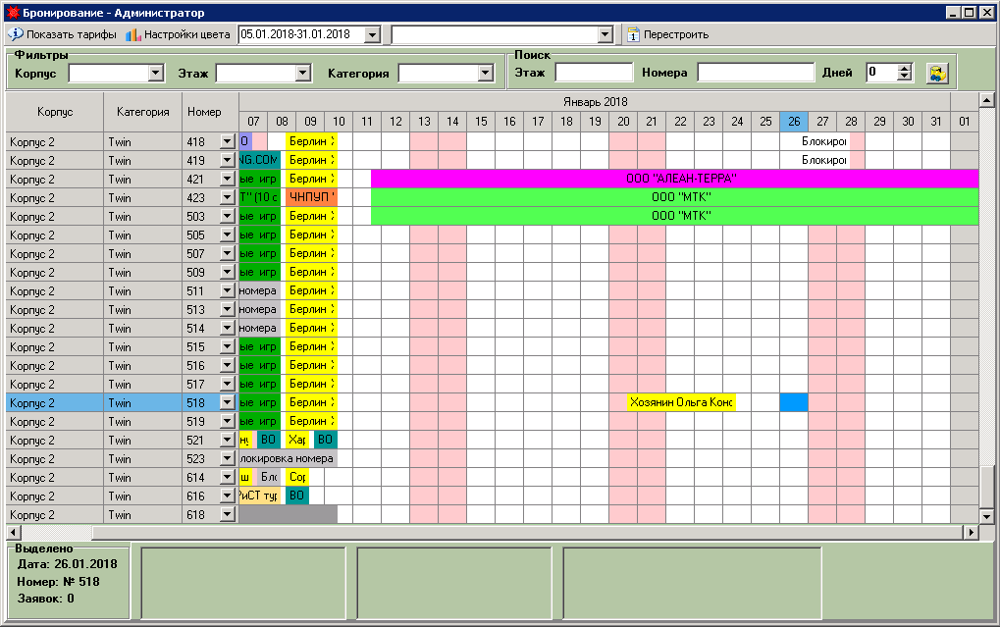 Бронирование - Администратор
Показать тарифы Настройки цвета 05.01.2018-31.01.2018 Перестроить
Фильтры
Корпус Этаж Категория
Поиск
Этаж Номера Дней 0
Корпус Категория Номер
Январь 2018
07 08 09 10 11 12 13 14 15 16 17 18 19 20 21 22 23 24 25 26 27 28 29 30 31 01
Корпус 2 Twin 418 О Берлин Блокиро
Корпус 2 Twin 419 NG.COM Берлин Блокиро
Корпус 2 Twin 421 ые игр Берлин ООО "АЛЕАН-ТЕРРА"
Корпус 2 Twin 423 Т" (10 с ЧНПУП " ООО "МТК"
Корпус 2 Twin 503 ые игр Берлин ООО "МТК"
Корпус 2 Twin 505 ые игр Берлин
Корпус 2 Twin 507 ые игр Берлин
Корпус 2 Twin 509 ые игр Берлин
Корпус 2 Twin 511 номера Берлин
Корпус 2 Twin 513 номера Берлин
Корпус 2 Twin 514 номера Берлин
Корпус 2 Twin 515 ые игр Берлин
Корпус 2 Twin 516 ые игр Берлин
Корпус 2 Twin 517 ые игр Берлин
Корпус 2 Twin 518 ые игр Берлин Хозянин Ольга Конс
Корпус 2 Twin 519 ые игр Берлин
Корпус 2 Twin 521 ВО Хар ВО
Корпус 2 Twin 523 локировка номера
Корпус 2 Twin 614 ш Бло Сор
Корпус 2 Twin 616 РиСТ тур ВО
Корпус 2 Twin 618
Выделено
Дата: 26.01.2018
Номер: № 518
Заявок: 0